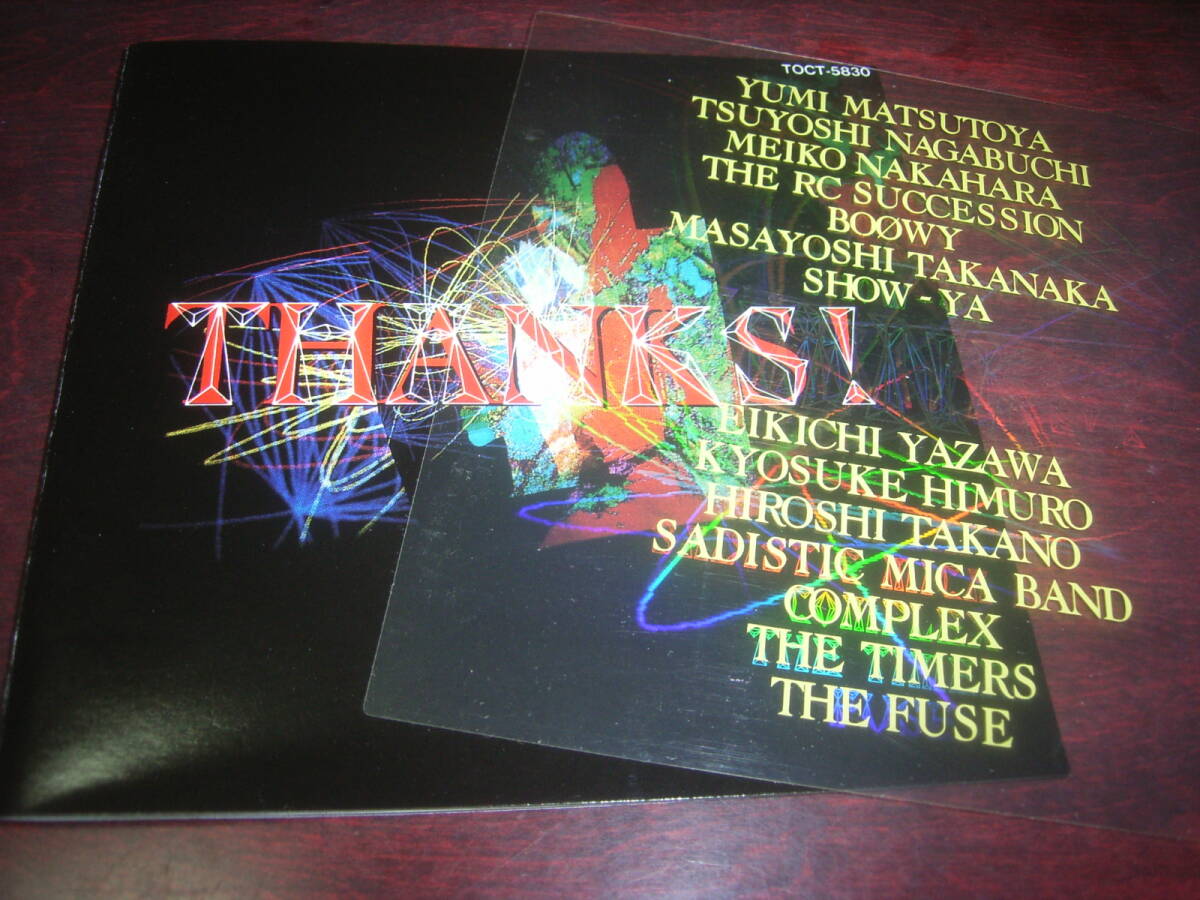 TOCT-5830
YUMI MATSUTOYA
TSUYOSHI NAGABUCHI
MEIKO NAKAHARA
THE RC SUCCESSION
BOØWY
MASAYOSHI TAKANAKA
SHOW-YA
THANKS!
EIKICHI YAZAWA
KYOSUKE HIMURO
HIROSHI TAKANO
SADISTIC MICA BAND
COMPLEX
THE TIMERS
THE FUSE